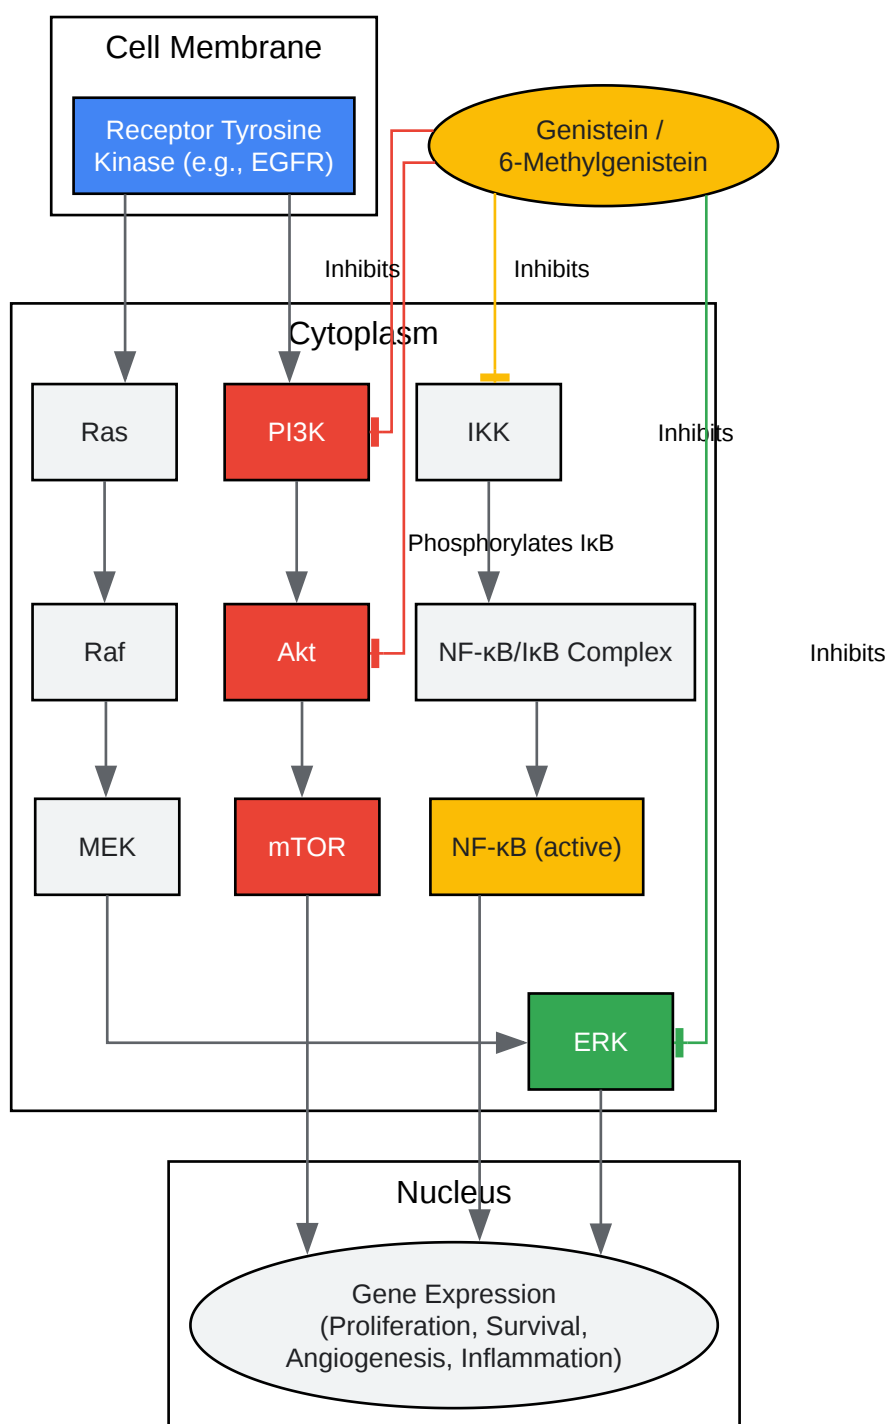 Cell Membrane
Receptor Tyrosine
Kinase (e.g., EGFR)
Genistein /
6-Methylgenistein
Inhibits
Inhibits
Cytoplasm
Ras
PI3K
IKK
Inhibits
Phosphorylates IκB
Raf
Akt
NF-κB/IκB Complex
Inhibits
MEK
mTOR
NF-κB (active)
ERK
Nucleus
Gene Expression
(Proliferation, Survival,
Angiogenesis, Inflammation)